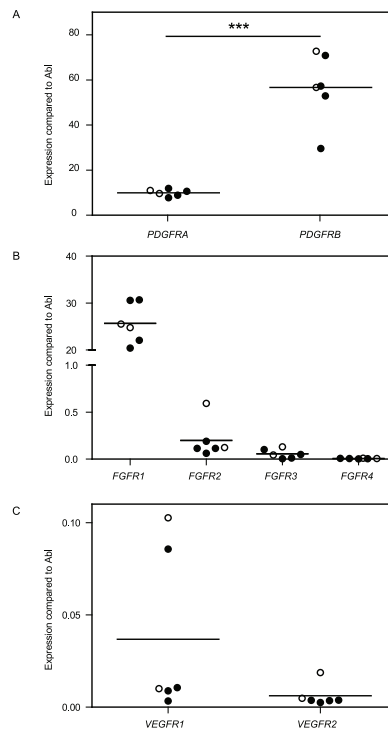 A
Expression compared to Abl
80
60
40
20
0
***
PDGFRA
PDGFRB
B
Expression compared to Abl
40
30
20
1.0
0.5
0.0
FGFR1
FGFR2
FGFR3
FGFR4
C
Expression compared to Abl
0.10
0.05
0.00
VEGFR1
VEGFR2